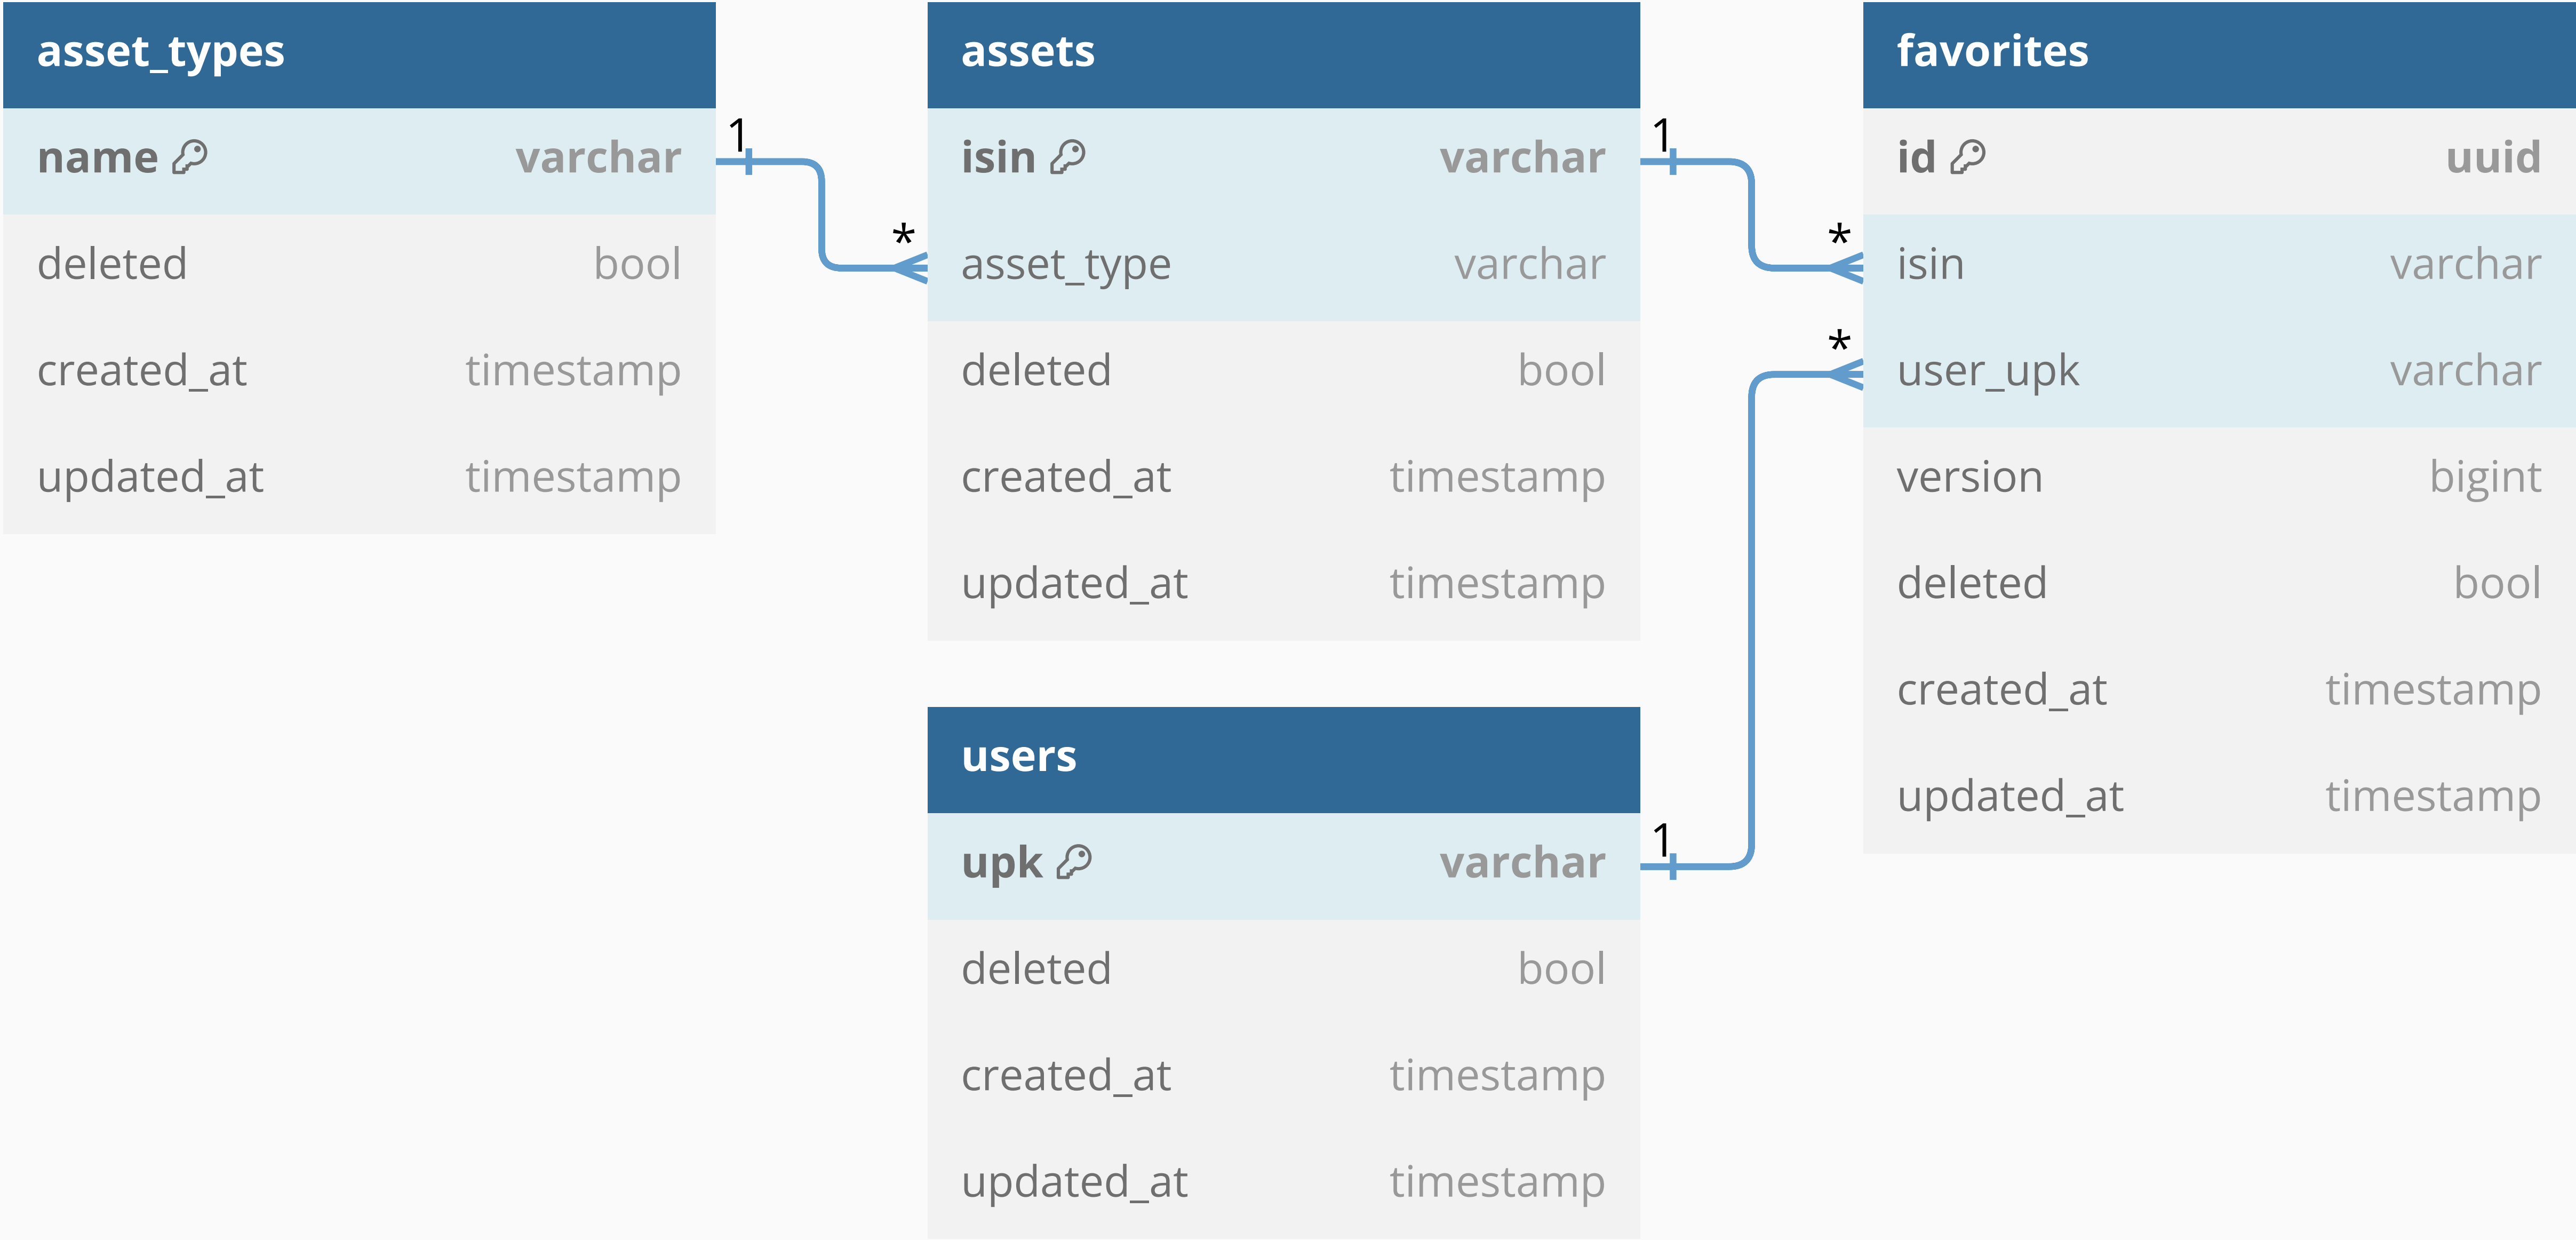 asset_types
name varchar
deleted bool
created_at timestamp
updated_at timestamp
1
*
assets
isin varchar
asset_type varchar
deleted bool
created_at timestamp
updated_at timestamp
1
*
users
upk varchar
deleted bool
created_at timestamp
updated_at timestamp
1
*
favorites
id uuid
isin varchar
user_upk varchar
version bigint
deleted bool
created_at timestamp
updated_at timestamp